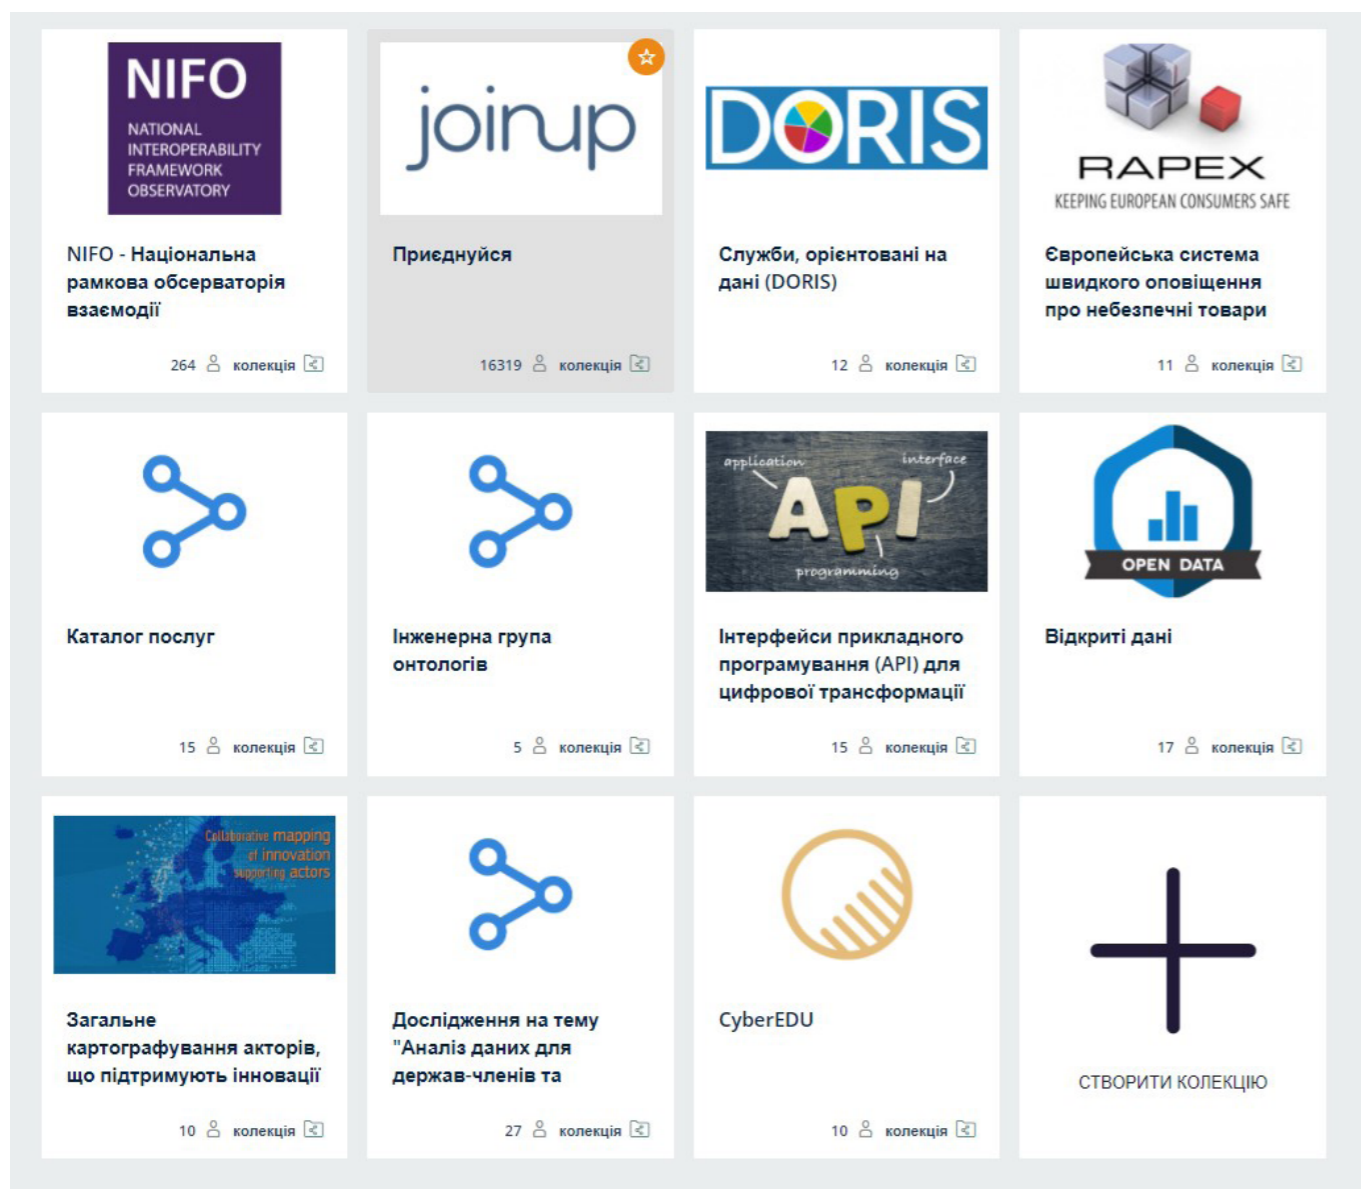 NIFO
NATIONAL
INTEROPERABILITY
FRAMEWORK
OBSERVATORY
NIFO - Національна
рамкова обсерваторія
взаємодії
264 колекція
joinup
Приєднуйся
16319 колекція
DORIS
Служби, орієнтовані на
дані (DORIS)
12 колекція
RAPEX
KEEPING EUROPEAN CONSUMERS SAFE
Європейська система
швидкого оповіщення
про небезпечні товари
11 колекція
Каталог послуг
15 колекція
Інженерна група
онтологів
5 колекція
application
interface
API
programming
Інтерфейси прикладного
програмування (API) для
цифрової трансформації
15 колекція
OPEN DATA
Відкриті дані
17 колекція
Collaborative mapping
of innovation
supporting actors
Загальне
картографування акторів,
що підтримують інновації
10 колекція
Дослідження на тему
"Аналіз даних для
держав-членів та
27 колекція
CyberEDU
10 колекція
СТВОРИТИ КОЛЕКЦІЮ